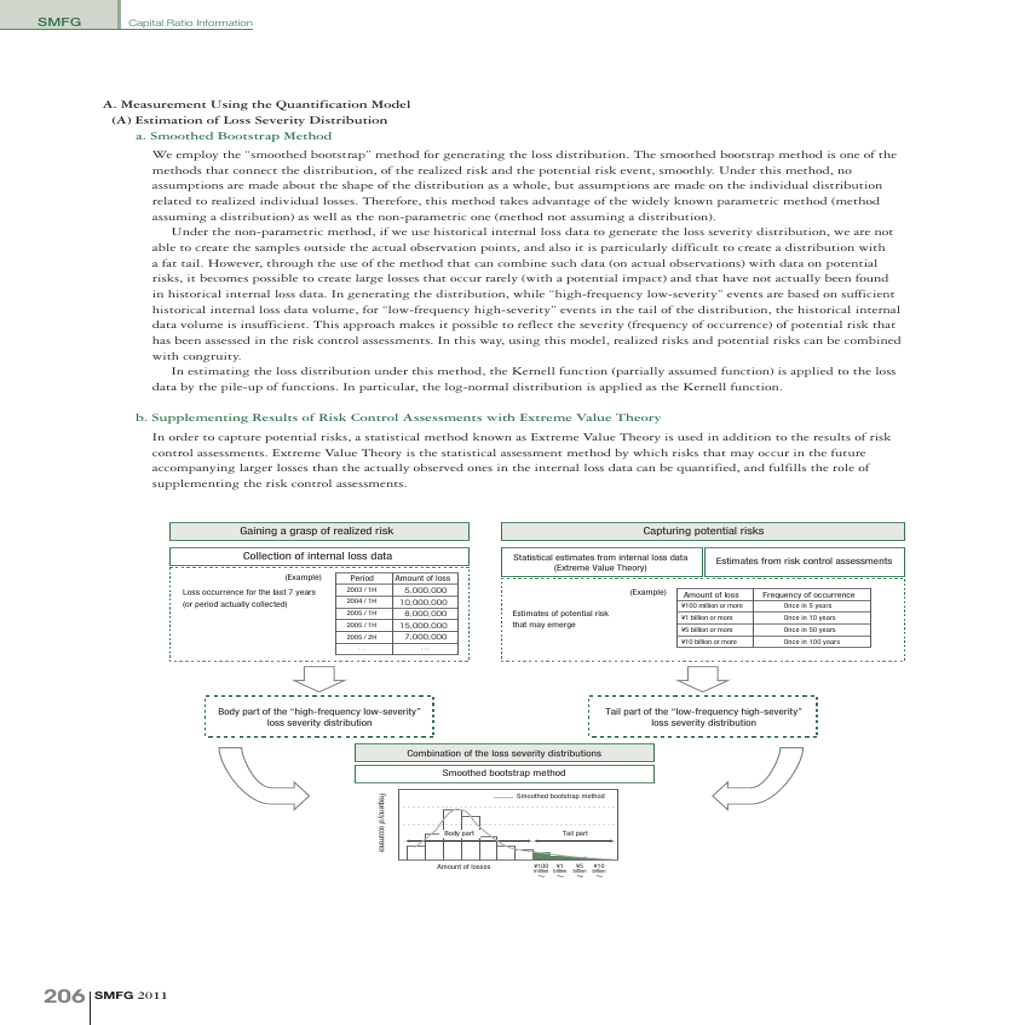 SMFG
Capital Ratio Information
A. Measurement Using the Quantification Model
(A) Estimation of Loss Severity Distribution
a. Smoothed Bootstrap Method
We employ the “smoothed bootstrap” method for generating the loss distribution. The smoothed bootstrap method is one of the
methods that connect the distribution, of the realized risk and the potential risk event, smoothly. Under this method, no
assumptions are made about the shape of the distribution as a whole, but assumptions are made on the individual distribution
related to realized individual losses. Therefore, this method takes advantage of the widely known parametric method (method
assuming a distribution) as well as the non-parametric one (method not assuming a distribution).
Under the non-parametric method, if we use historical internal loss data to generate the loss severity distribution, we are not
able to create the samples outside the actual observation points, and also it is particularly difficult to create a distribution with
a fat tail. However, through the use of the method that can combine such data (on actual observations) with data on potential
risks, it becomes possible to create large losses that occur rarely (with a potential impact) and that have not actually been found
in historical internal loss data. In generating the distribution, while “high-frequency low-severity” events are based on sufficient
historical internal loss data volume, for “low-frequency high-severity” events in the tail of the distribution, the historical internal
data volume is insufficient. This approach makes it possible to reflect the severity (frequency of occurrence) of potential risk that
has been assessed in the risk control assessments. In this way, using this model, realized risks and potential risks can be combined
with congruity.
In estimating the loss distribution under this method, the Kernell function (partially assumed function) is applied to the loss
data by the pile-up of functions. In particular, the log-normal distribution is applied as the Kernell function.
b. Supplementing Results of Risk Control Assessments with Extreme Value Theory
In order to capture potential risks, a statistical method known as Extreme Value Theory is used in addition to the results of risk
control assessments. Extreme Value Theory is the statistical assessment method by which risks that may occur in the future
accompanying larger losses than the actually observed ones in the internal loss data can be quantified, and fulfills the role of
supplementing the risk control assessments.
Gaining a grasp of realized risk
Collection of internal loss data
(Example)
Loss occurrence for the last 7 years
(or period actually collected)
Period Amount of loss
2003 / 1H 5,000,000
2004 / 1H 10,000,000
2005 / 1H 8,000,000
2005 / 1H 15,000,000
2005 / 2H 7,000,000
... ...
Capturing potential risks
Statistical estimates from internal loss data
(Extreme Value Theory)
Estimates from risk control assessments
(Example)
Estimates of potential risk
that may emerge
Amount of loss Frequency of occurrence
¥100 million or more Once in 5 years
¥1 billion or more Once in 10 years
¥5 billion or more Once in 50 years
¥10 billion or more Once in 100 years
Body part of the “high-frequency low-severity”
loss severity distribution
Tail part of the “low-frequency high-severity”
loss severity distribution
Combination of the loss severity distributions
Smoothed bootstrap method
Frequency of occurrence
Smoothed bootstrap method
Body part
Tail part
Amount of losses
¥100 ¥1 ¥5 ¥10
million billion billion billion
~ ~ ~ ~
206 SMFG 2011